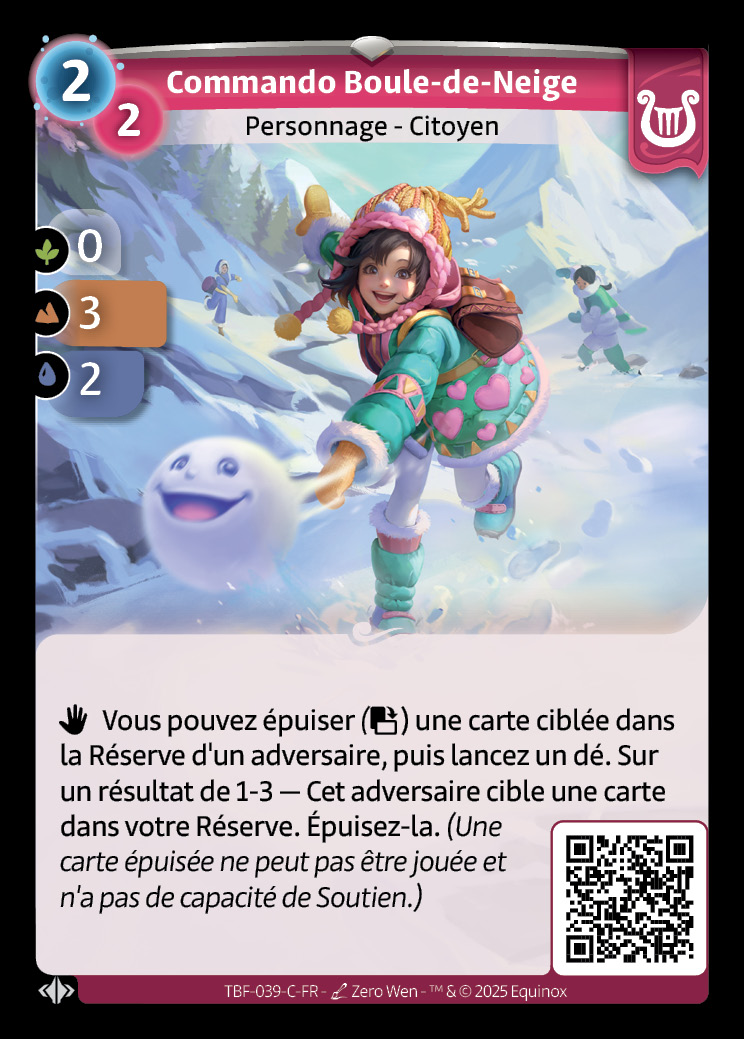 2
2
Commando Boule-de-Neige
Personnage - Citoyen
0
3
2
Vous pouvez épuiser () une carte ciblée dans
la Réserve d'un adversaire, puis lancez un dé. Sur
un résultat de 1-3 — Cet adversaire cible une carte
dans votre Réserve. Épuisez-la. (Une
carte épuisée ne peut pas être jouée et
n'a pas de capacité de Soutien.)
TBF-039-C-FR - Zero Wen - ™ & © 2025 Equinox